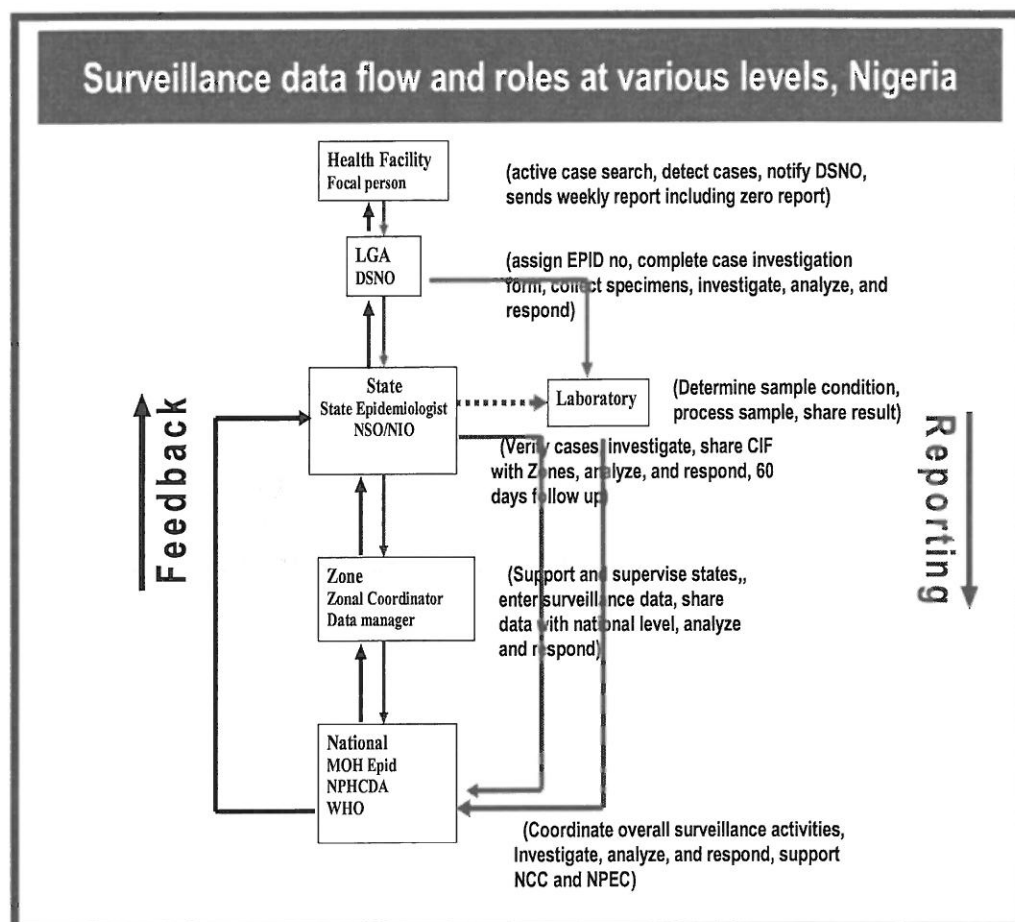 Surveillance data flow and roles at various levels, Nigeria
Health Facility
Focal person
(active case search, detect cases, notify DSNO,
sends weekly report including zero report)
LGA
DSNO
(assign EPID no, complete case investigation
form, collect specimens, investigate, analyze, and
respond)
State
State Epidemiologist
NSO/NIO
Laboratory
(Determine sample condition,
process sample, share result)
(Verify cases, investigate, share CIF
with Zones, analyze, and respond, 60
days follow up)
Feedback
Reporting
Zone
Zonal Coordinator
Data manager
(Support and supervise states,,
enter surveillance data, share
data with national level, analyze
and respond)
National
MOH Epid
NPHCDA
WHO
(Coordinate overall surveillance activities,
Investigate, analyze, and respond, support
NCC and NPEC)